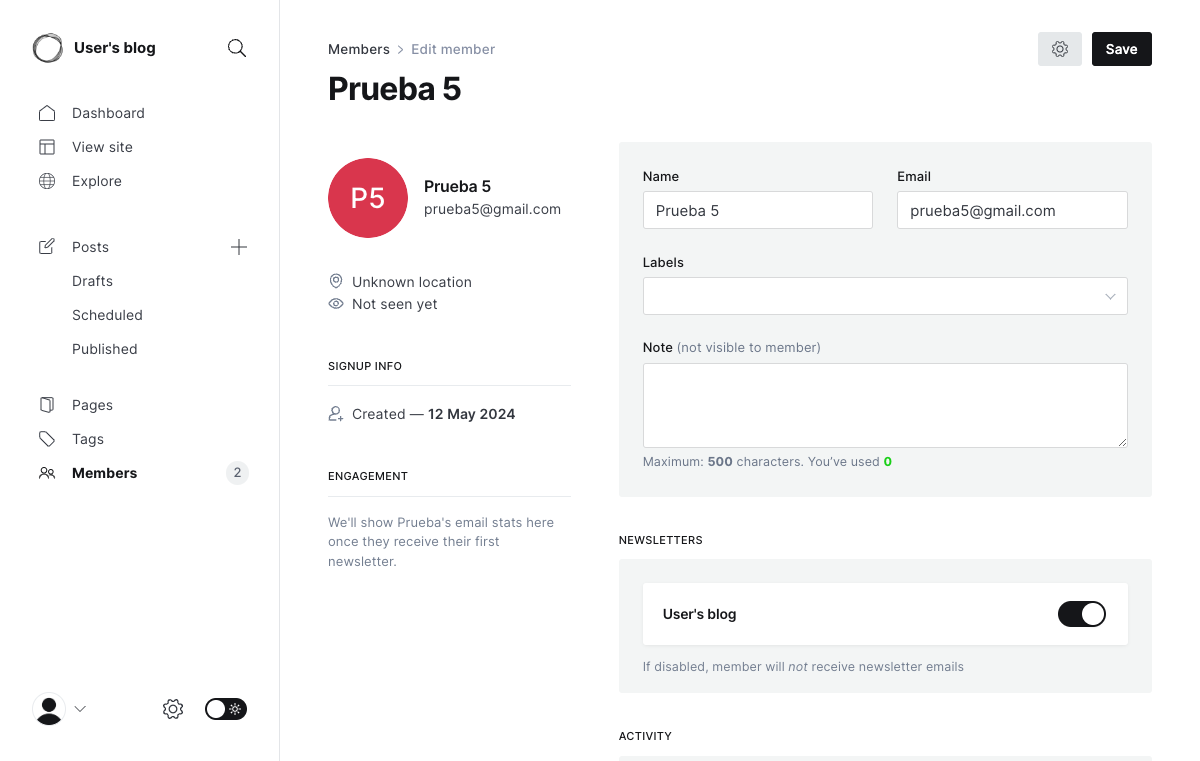 User's blog
Dashboard
View site
Explore
Posts
Drafts
Scheduled
Published
Pages
Tags
Members
2
Members
Edit member
Save
Prueba 5
P5
Prueba 5
prueba5@gmail.com
Unknown location
Not seen yet
SIGNUP INFO
Created — 12 May 2024
ENGAGEMENT
We'll show Prueba's email stats here
once they receive their first
newsletter.
Name
Prueba 5
Email
prueba5@gmail.com
Labels
Note (not visible to member)
Maximum: 500 characters. You’ve used 0
NEWSLETTERS
User's blog
If disabled, member will not receive newsletter emails
ACTIVITY